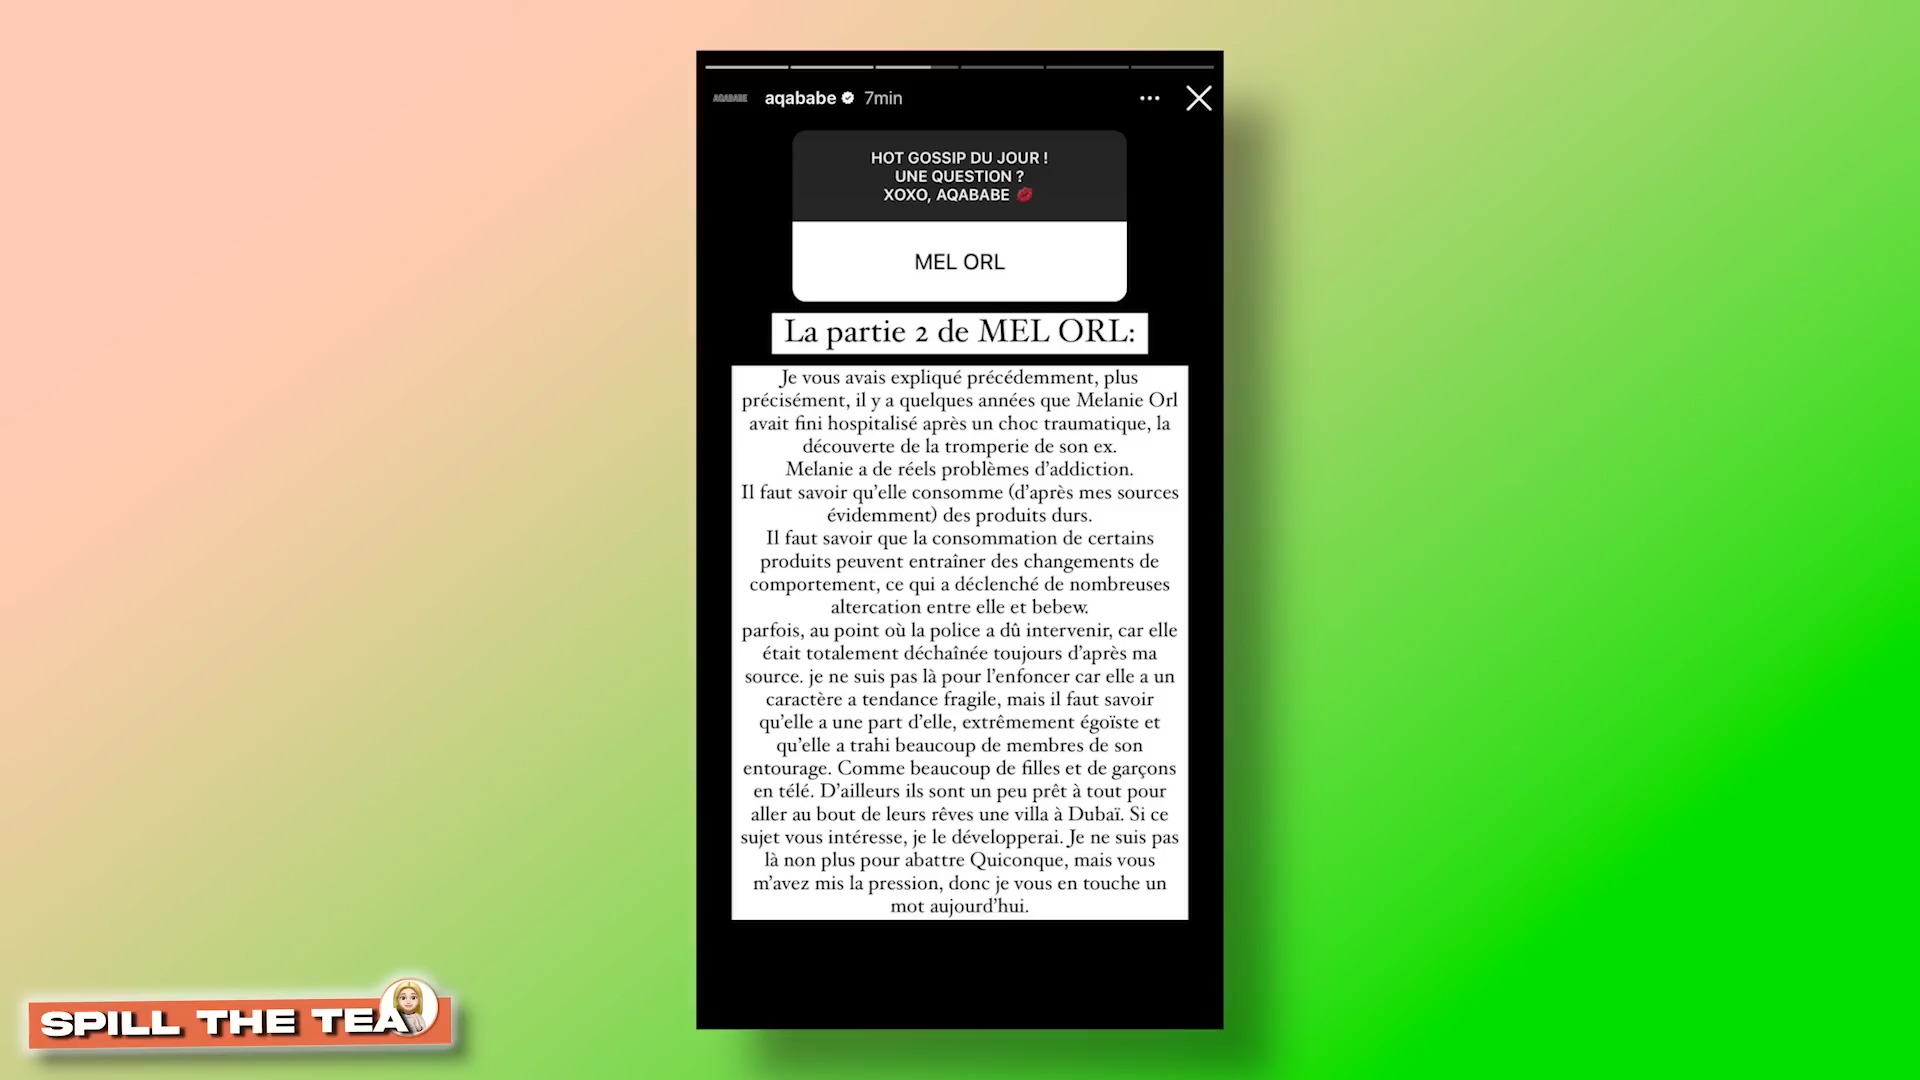 AQABABE
aqababe 7min
HOT GOSSIP DU JOUR !
UNE QUESTION ?
XOXO, AQABABE 💋
MEL ORL
La partie 2 de MEL ORL:
Je vous avais expliqué précédemment, plus
précisément, il y a quelques années que Melanie Orl
avait fini hospitalisé après un choc traumatique, la
découverte de la tromperie de son ex.
Melanie a de réels problèmes d’addiction.
Il faut savoir qu’elle consomme (d’après mes sources
évidemment) des produits durs.
Il faut savoir que la consommation de certains
produits peuvent entraîner des changements de
comportement, ce qui a déclenché de nombreuses
altercation entre elle et bebew.
parfois, au point où la police a dû intervenir, car elle
était totalement déchaînée toujours d’après ma
source. je ne suis pas là pour l’enfoncer car elle a un
caractère a tendance fragile, mais il faut savoir
qu’elle a une part d’elle, extrêmement égoïste et
qu’elle a trahi beaucoup de membres de son
entourage. Comme beaucoup de filles et de garçons
en télé. D’ailleurs ils sont un peu prêt à tout pour
aller au bout de leurs rêves une villa à Dubaï. Si ce
sujet vous intéresse, je le développerai. Je ne suis pas
là non plus pour abattre Quiconque, mais vous
m’avez mis la pression, donc je vous en touche un
mot aujourd’hui.
SPILL THE TEA